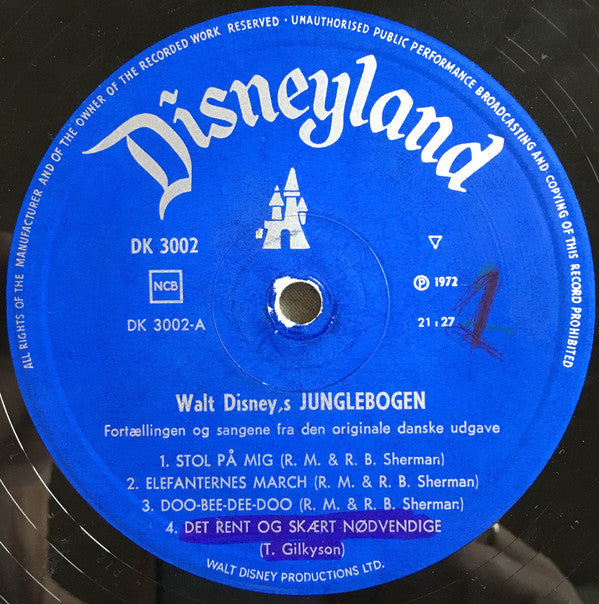 ALL RIGHTS OF THE MANUFACTURER AND OF THE OWNER OF THE RECORDED WORK RESERVED · UNAUTHORISED PUBLIC PERFORMANCE BROADCASTING AND COPYING OF THIS RECORD PROHIBITED
Disneyland
DK 3002
NCB
℗ 1972
DK 3002-A
21:27
1
Walt Disney,s JUNGLEBOGEN
Fortællingen og sangene fra den originale danske udgave
1. STOL PÅ MIG (R. M. & R. B. Sherman)
2. ELEFANTERNES MARCH (R. M. & R. B. Sherman)
3. DOO-BEE-DEE-DOO (R. M. & R. B. Sherman)
4. DET RENT OG SKÆRT NØDVENDIGE
(T. Gilkyson)
WALT DISNEY PRODUCTIONS LTD.